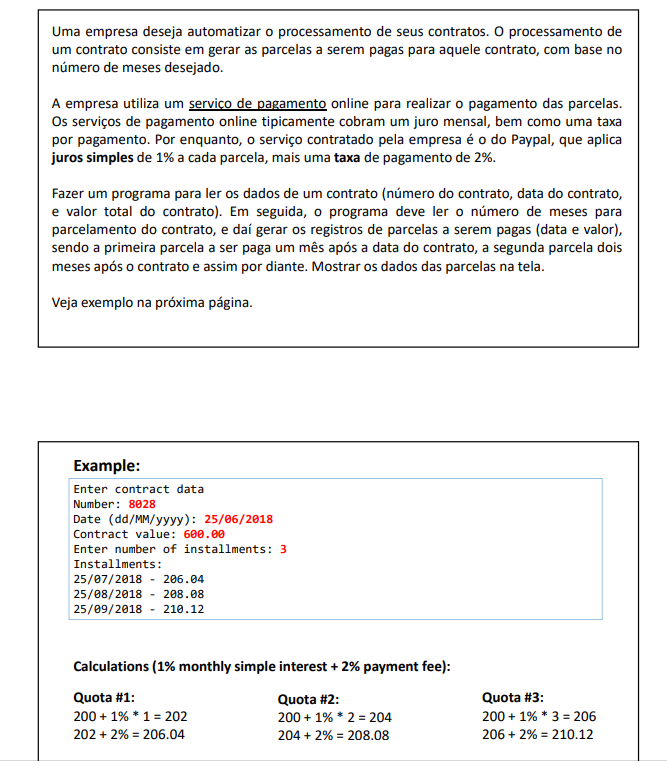 Uma empresa deseja automatizar o processamento de seus contratos. O processamento de
um contrato consiste em gerar as parcelas a serem pagas para aquele contrato, com base no
número de meses desejado.
A empresa utiliza um serviço de pagamento online para realizar o pagamento das parcelas.
Os serviços de pagamento online tipicamente cobram um juro mensal, bem como uma taxa
por pagamento. Por enquanto, o serviço contratado pela empresa é o do Paypal, que aplica
juros simples de 1% a cada parcela, mais uma taxa de pagamento de 2%.
Fazer um programa para ler os dados de um contrato (número do contrato, data do contrato,
e valor total do contrato). Em seguida, o programa deve ler o número de meses para
parcelamento do contrato, e daí gerar os registros de parcelas a serem pagas (data e valor),
sendo a primeira parcela a ser paga um mês após a data do contrato, a segunda parcela dois
meses após o contrato e assim por diante. Mostrar os dados das parcelas na tela.
Veja exemplo na próxima página.
Example:
Enter contract data
Number: 8028
Date (dd/MM/yyyy): 25/06/2018
Contract value: 600.00
Enter number of installments: 3
Installments:
25/07/2018 - 206.04
25/08/2018 - 208.08
25/09/2018 - 210.12
Calculations (1% monthly simple interest + 2% payment fee):
Quota #1:
200 + 1% * 1 = 202
202 + 2% = 206.04
Quota #2:
200 + 1% * 2 = 204
204 + 2% = 208.08
Quota #3:
200 + 1% * 3 = 206
206 + 2% = 210.12